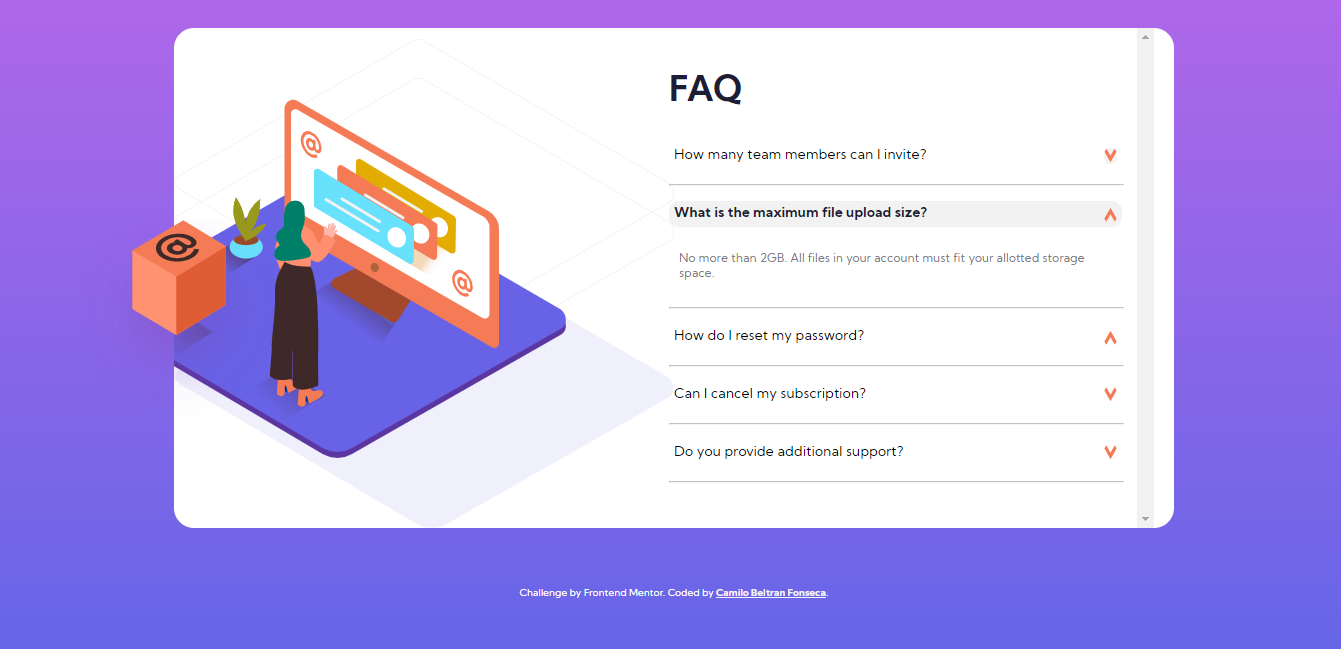 FAQ
How many team members can I invite?
What is the maximum file upload size?
No more than 2GB. All files in your account must fit your allotted storage
space.
How do I reset my password?
Can I cancel my subscription?
Do you provide additional support?
@
@
@
Challenge by Frontend Mentor. Coded by Camilo Beltran Fonseca.